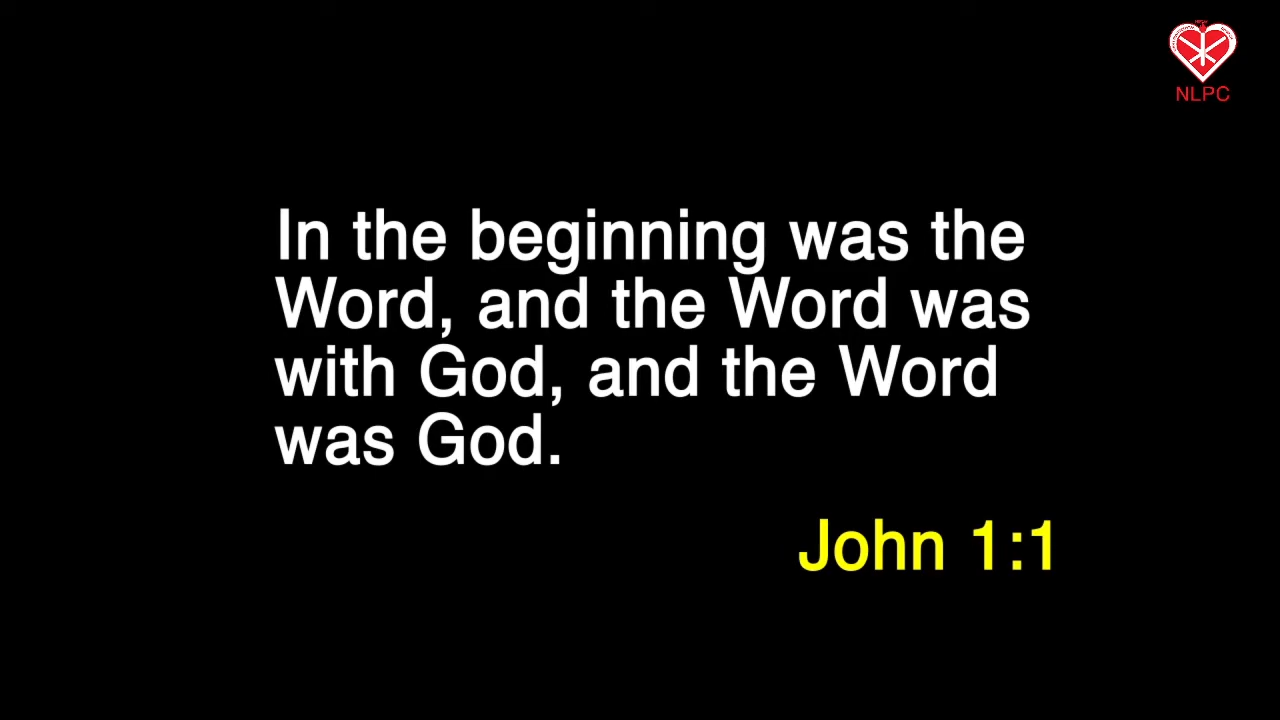 NLPC
In the beginning was the
Word, and the Word was
with God, and the Word
was God.
John 1:1